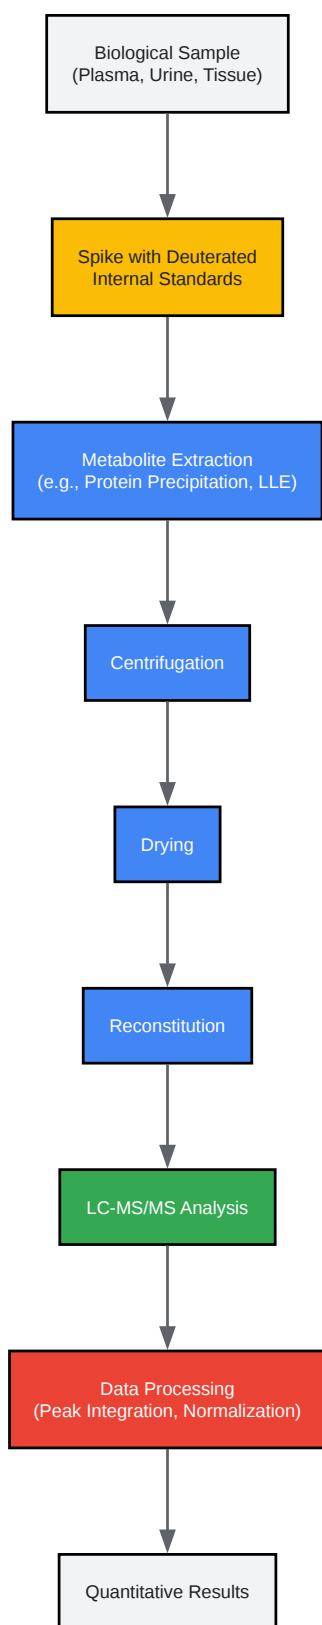 Biological Sample
(Plasma, Urine, Tissue)
Spike with Deuterated
Internal Standards
Metabolite Extraction
(e.g., Protein Precipitation, LLE)
Centrifugation
Drying
Reconstitution
LC-MS/MS Analysis
Data Processing
(Peak Integration, Normalization)
Quantitative Results